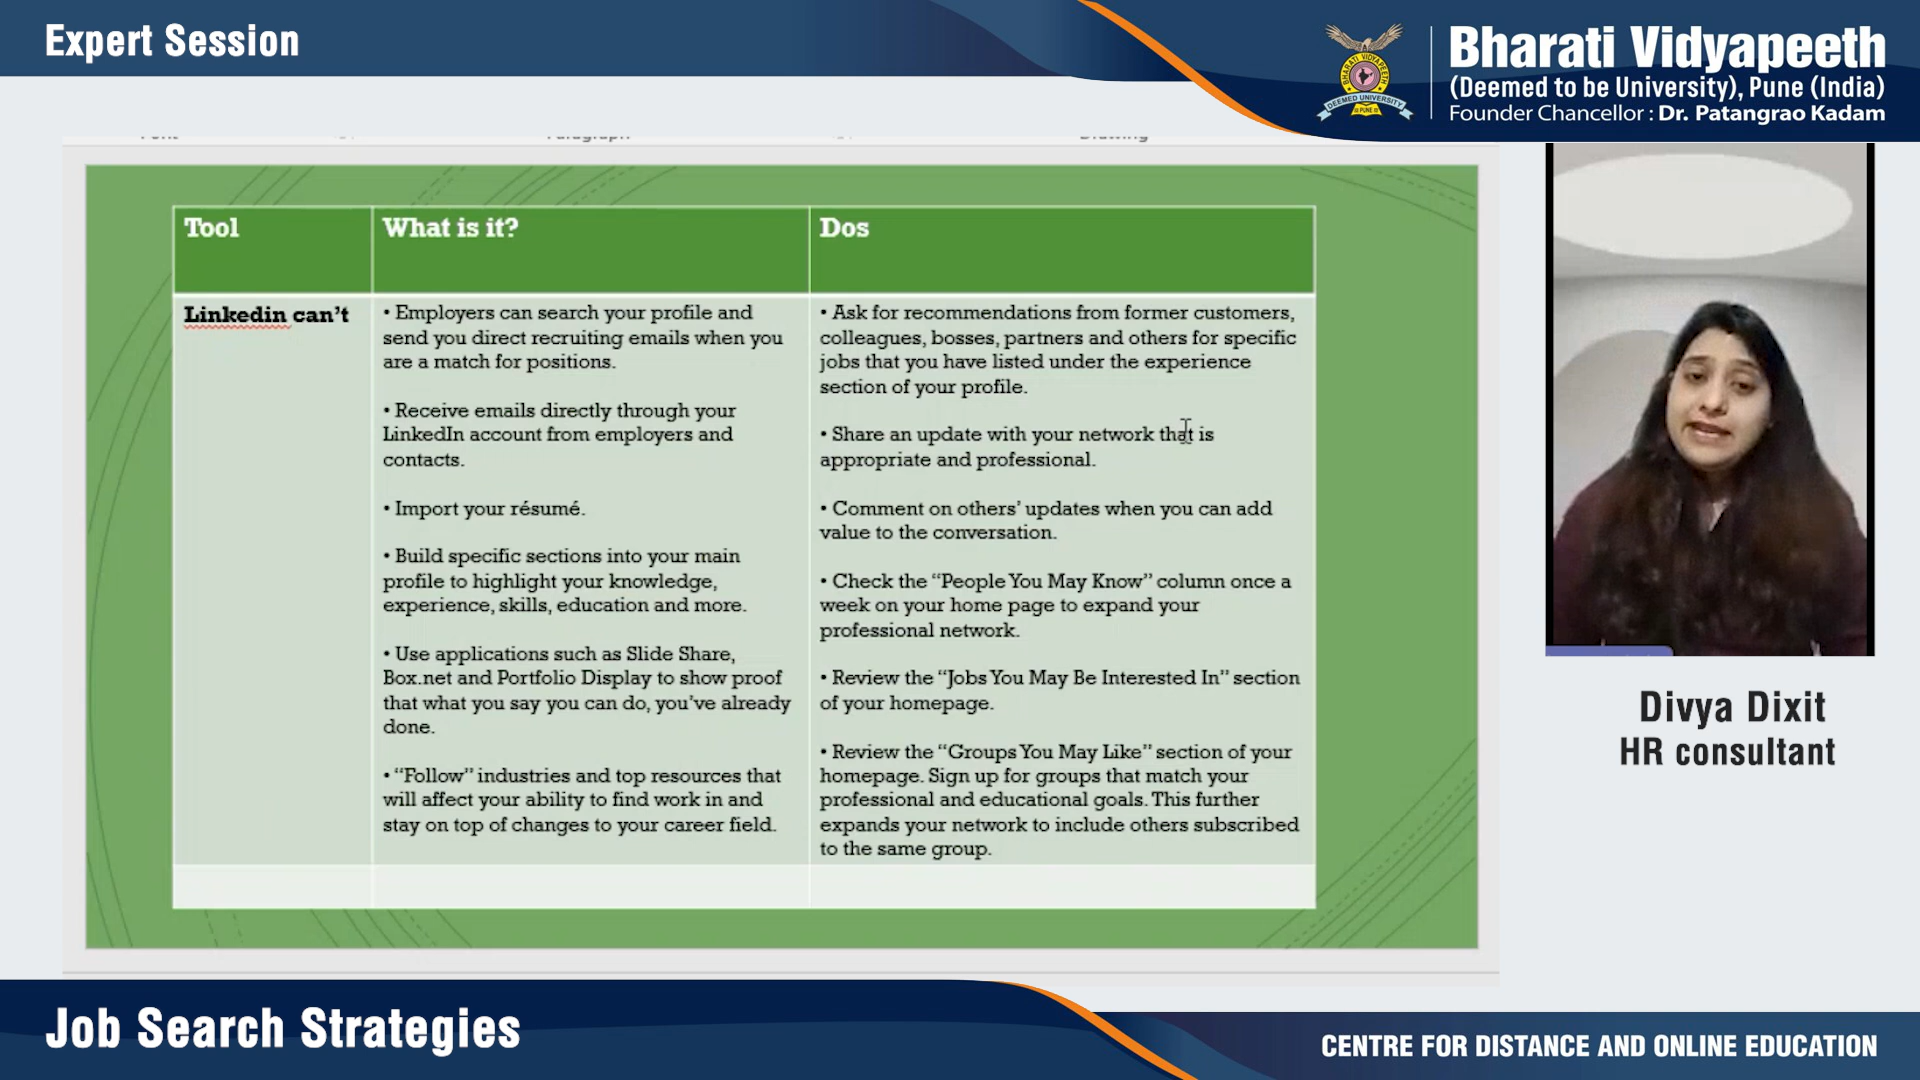 Expert Session
Bharati Vidyapeeth
(Deemed to be University), Pune (India)
Founder Chancellor : Dr. Patangrao Kadam
BHARATI VIDYAPEETH
DEEMED UNIVERSITY
PUNE
Font
Paragraph
Drawing
Tool
What is it?
Dos
Linkedin can't
• Employers can search your profile and
send you direct recruiting emails when you
are a match for positions.
• Receive emails directly through your
LinkedIn account from employers and
contacts.
• Import your résumé.
• Build specific sections into your main
profile to highlight your knowledge,
experience, skills, education and more.
• Use applications such as Slide Share,
Box.net and Portfolio Display to show proof
that what you say you can do, you've already
done.
• "Follow" industries and top resources that
will affect your ability to find work in and
stay on top of changes to your career field.
• Ask for recommendations from former customers,
colleagues, bosses, partners and others for specific
jobs that you have listed under the experience
section of your profile.
• Share an update with your network that is
appropriate and professional.
• Comment on others' updates when you can add
value to the conversation.
• Check the "People You May Know" column once a
week on your home page to expand your
professional network.
• Review the "Jobs You May Be Interested In" section
of your homepage.
• Review the "Groups You May Like" section of your
homepage. Sign up for groups that match your
professional and educational goals. This further
expands your network to include others subscribed
to the same group.
Divya Dixit
HR consultant
Job Search Strategies
CENTRE FOR DISTANCE AND ONLINE EDUCATION